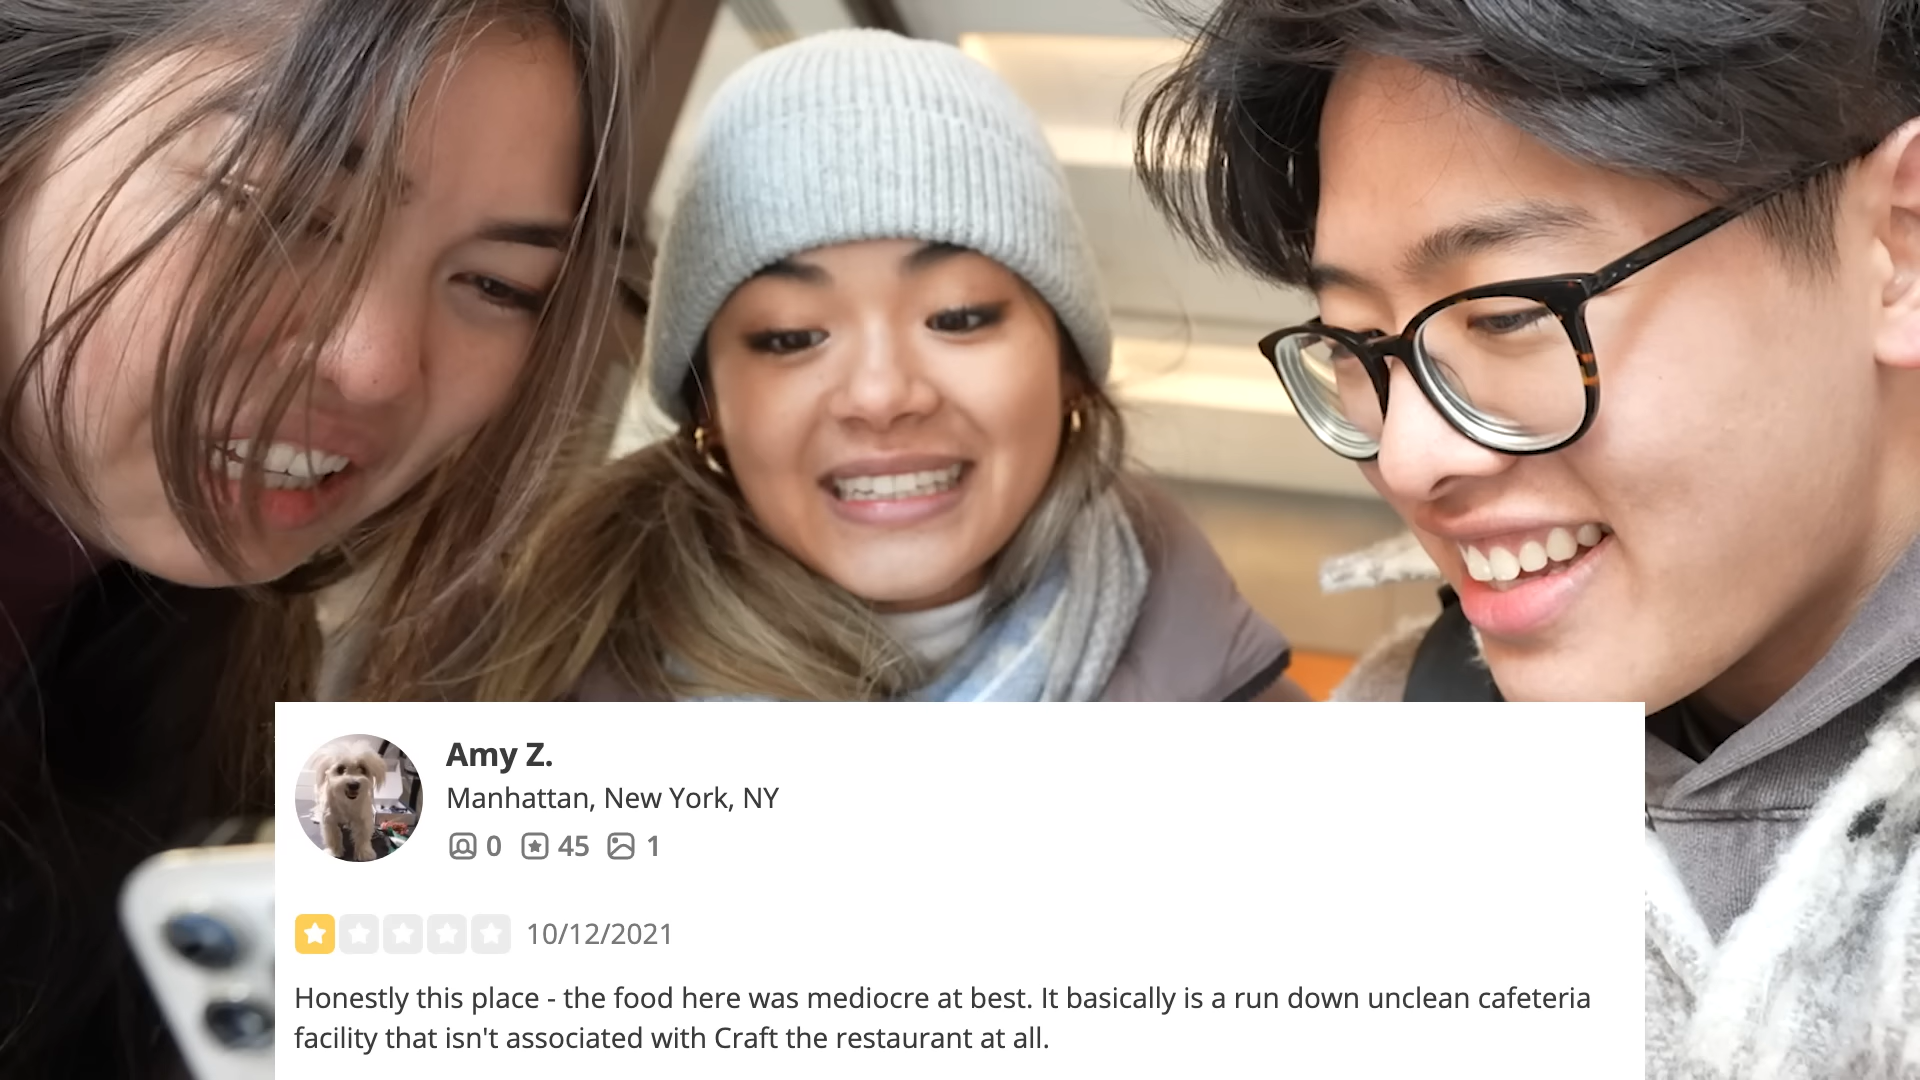 Amy Z.
Manhattan, New York, NY
0 45 1
10/12/2021
Honestly this place - the food here was mediocre at best. It basically is a run down unclean cafeteria
facility that isn't associated with Craft the restaurant at all.